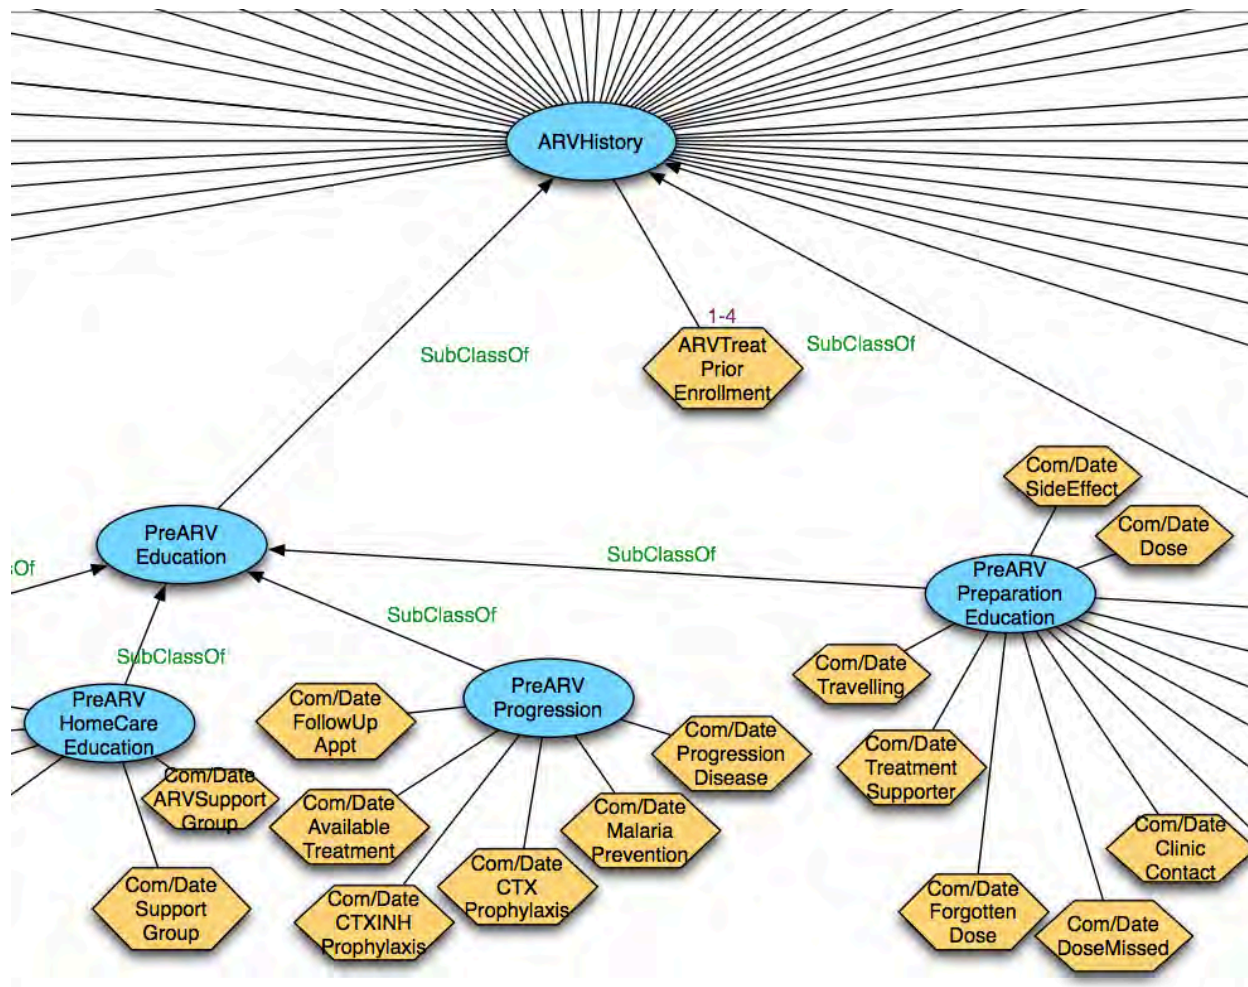 ARVHistory
1-4
ARVTreat
Prior
Enrollment
SubClassOf
SubClassOf
Com/Date
SideEffect
Com/Date
Dose
PreARV
Education
SubClassOf
PreARV
Preparation
Education
sOf
SubClassOf
SubClassOf
Com/Date
Travelling
PreARV
HomeCare
Education
Com/Date
FollowUp
Appt
PreARV
Progression
Com/Date
Progression
Disease
Com/Date
Treatment
Supporter
Com/Date
ARVSupport
Group
Com/Date
Available
Treatment
Com/Date
Malaria
Prevention
Com/Date
Clinic
Contact
Com/Date
Support
Group
Com/Date
CTXINH
Prophylaxis
Com/Date
CTX
Prophylaxis
Com/Date
Forgotten
Dose
Com/Date
DoseMissed